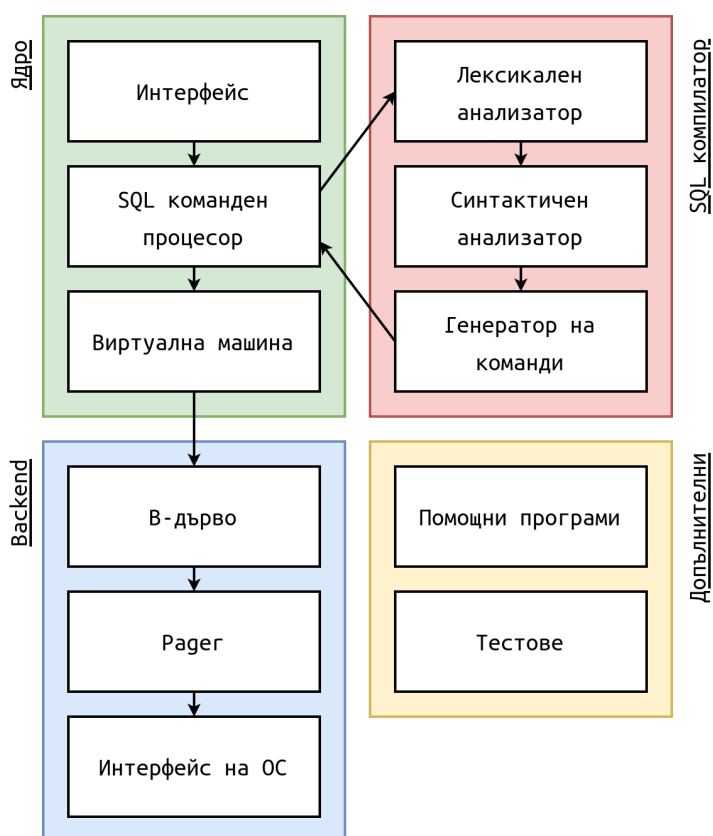 Ядро
Интерфейс
SQL команден
процесор
Виртуална машина
SQL компилатор
Лексикален
анализатор
Синтактичен
анализатор
Генератор на
команди
Backend
B-дърво
Pager
Интерфейс на ОС
Допълнителни
Помощни програми
Тестове